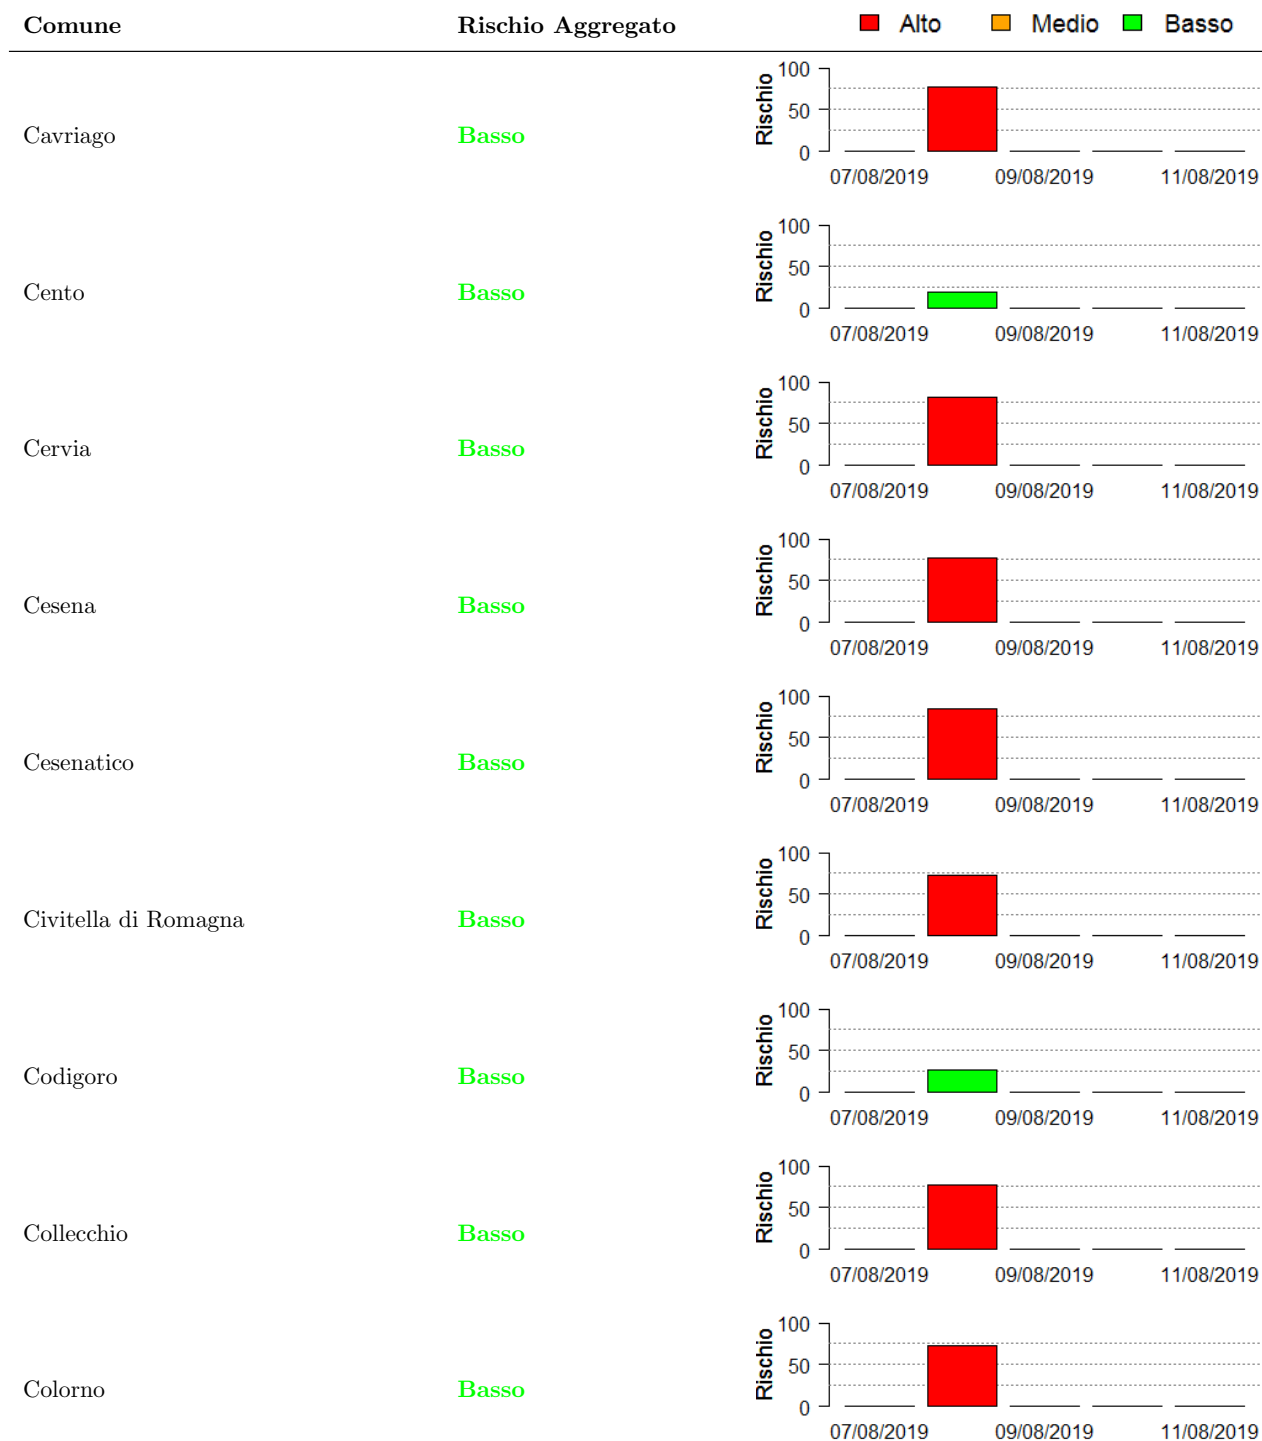 Comune Rischio Aggregato Alto Medio Basso
100
50
0
Rischio
Cavriago Basso
07/08/2019 09/08/2019 11/08/2019
100
50
0
Rischio
Cento Basso
07/08/2019 09/08/2019 11/08/2019
100
50
0
Rischio
Cervia Basso
07/08/2019 09/08/2019 11/08/2019
100
50
0
Rischio
Cesena Basso
07/08/2019 09/08/2019 11/08/2019
100
50
0
Rischio
Cesenatico Basso
07/08/2019 09/08/2019 11/08/2019
100
50
0
Rischio
Civitella di Romagna Basso
07/08/2019 09/08/2019 11/08/2019
100
50
0
Rischio
Codigoro Basso
07/08/2019 09/08/2019 11/08/2019
100
50
0
Rischio
Collecchio Basso
07/08/2019 09/08/2019 11/08/2019
100
50
0
Rischio
Colorno Basso
07/08/2019 09/08/2019 11/08/2019